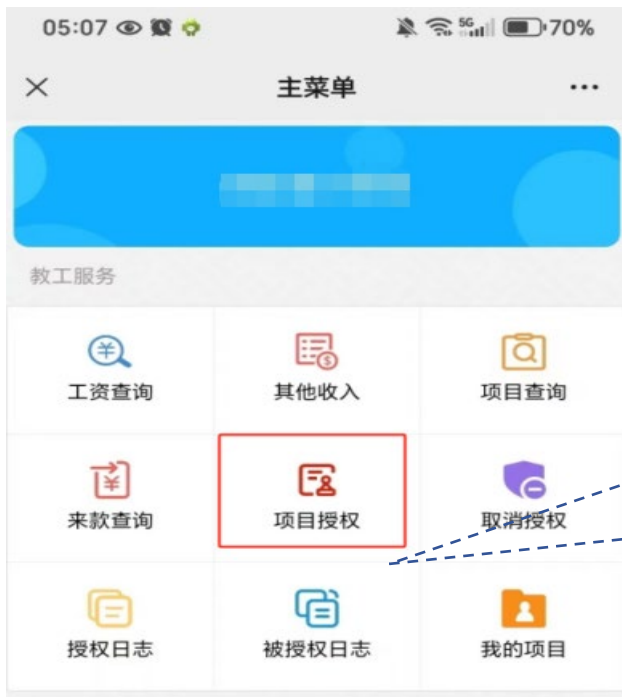 05:07 5G 70%
主菜单
教工服务
工资查询 其他收入 项目查询
来款查询 项目授权 取消授权
授权日志 被授权日志 我的项目